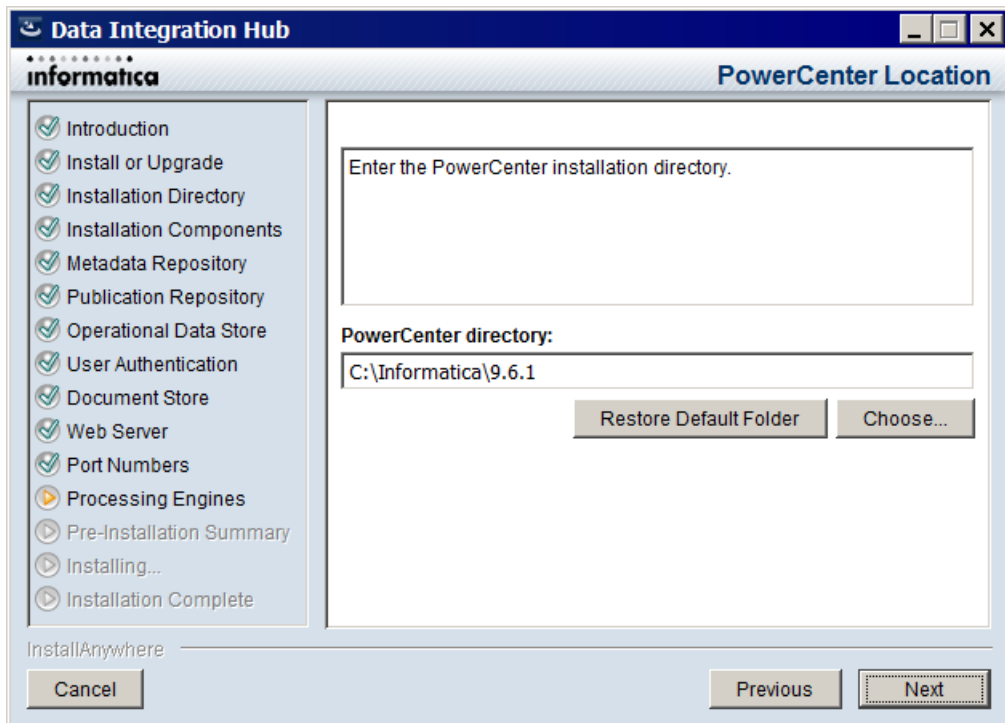 Data Integration Hub
informatica
PowerCenter Location
Introduction
Install or Upgrade
Installation Directory
Installation Components
Metadata Repository
Publication Repository
Operational Data Store
User Authentication
Document Store
Web Server
Port Numbers
Processing Engines
Pre-Installation Summary
Installing...
Installation Complete
Enter the PowerCenter installation directory.
PowerCenter directory:
C:\Informatica\9.6.1
Restore Default Folder
Choose...
InstallAnywhere
Cancel
Previous
Next